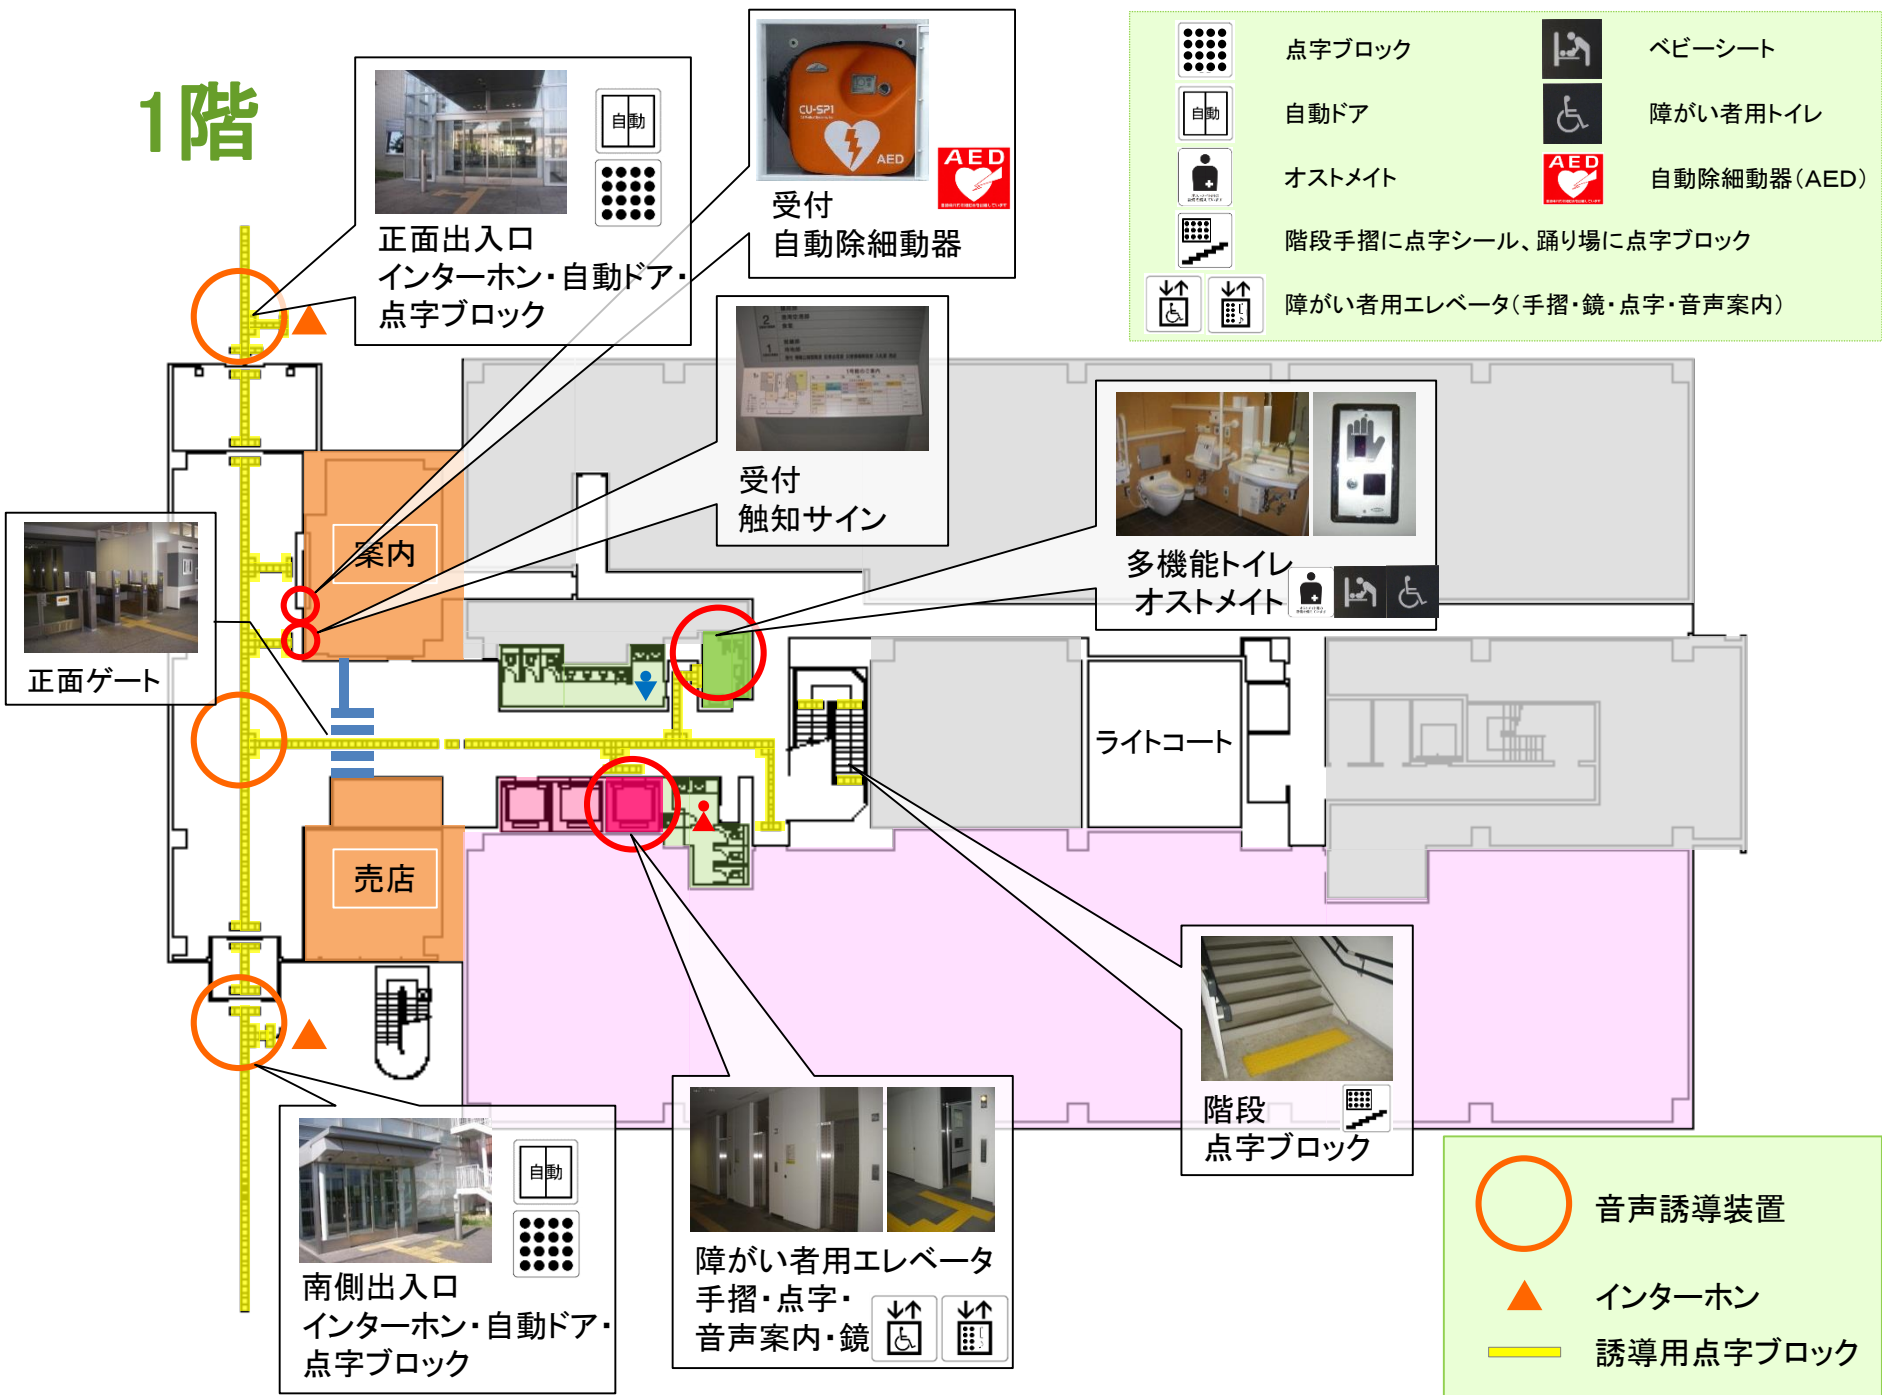 1階
正面出入口
インターホン・自動ドア・
点字ブロック
自動
CU-SP1
AED
AED
受付
自動除細動器
点字ブロック
ベビーシート
自動
自動ドア
障がい者用トイレ
オストメイト
AED
自動除細動器(AED)
階段手摺に点字シール、踊り場に点字ブロック
障がい者用エレベータ(手摺・鏡・点字・音声案内)
2
1
受付
触知サイン
多機能トイレ
オストメイト
案内
正面ゲート
ライトコート
売店
階段
点字ブロック
自動
南側出入口
インターホン・自動ドア・
点字ブロック
障がい者用エレベータ
手摺・点字・
音声案内・鏡
音声誘導装置
インターホン
誘導用点字ブロック